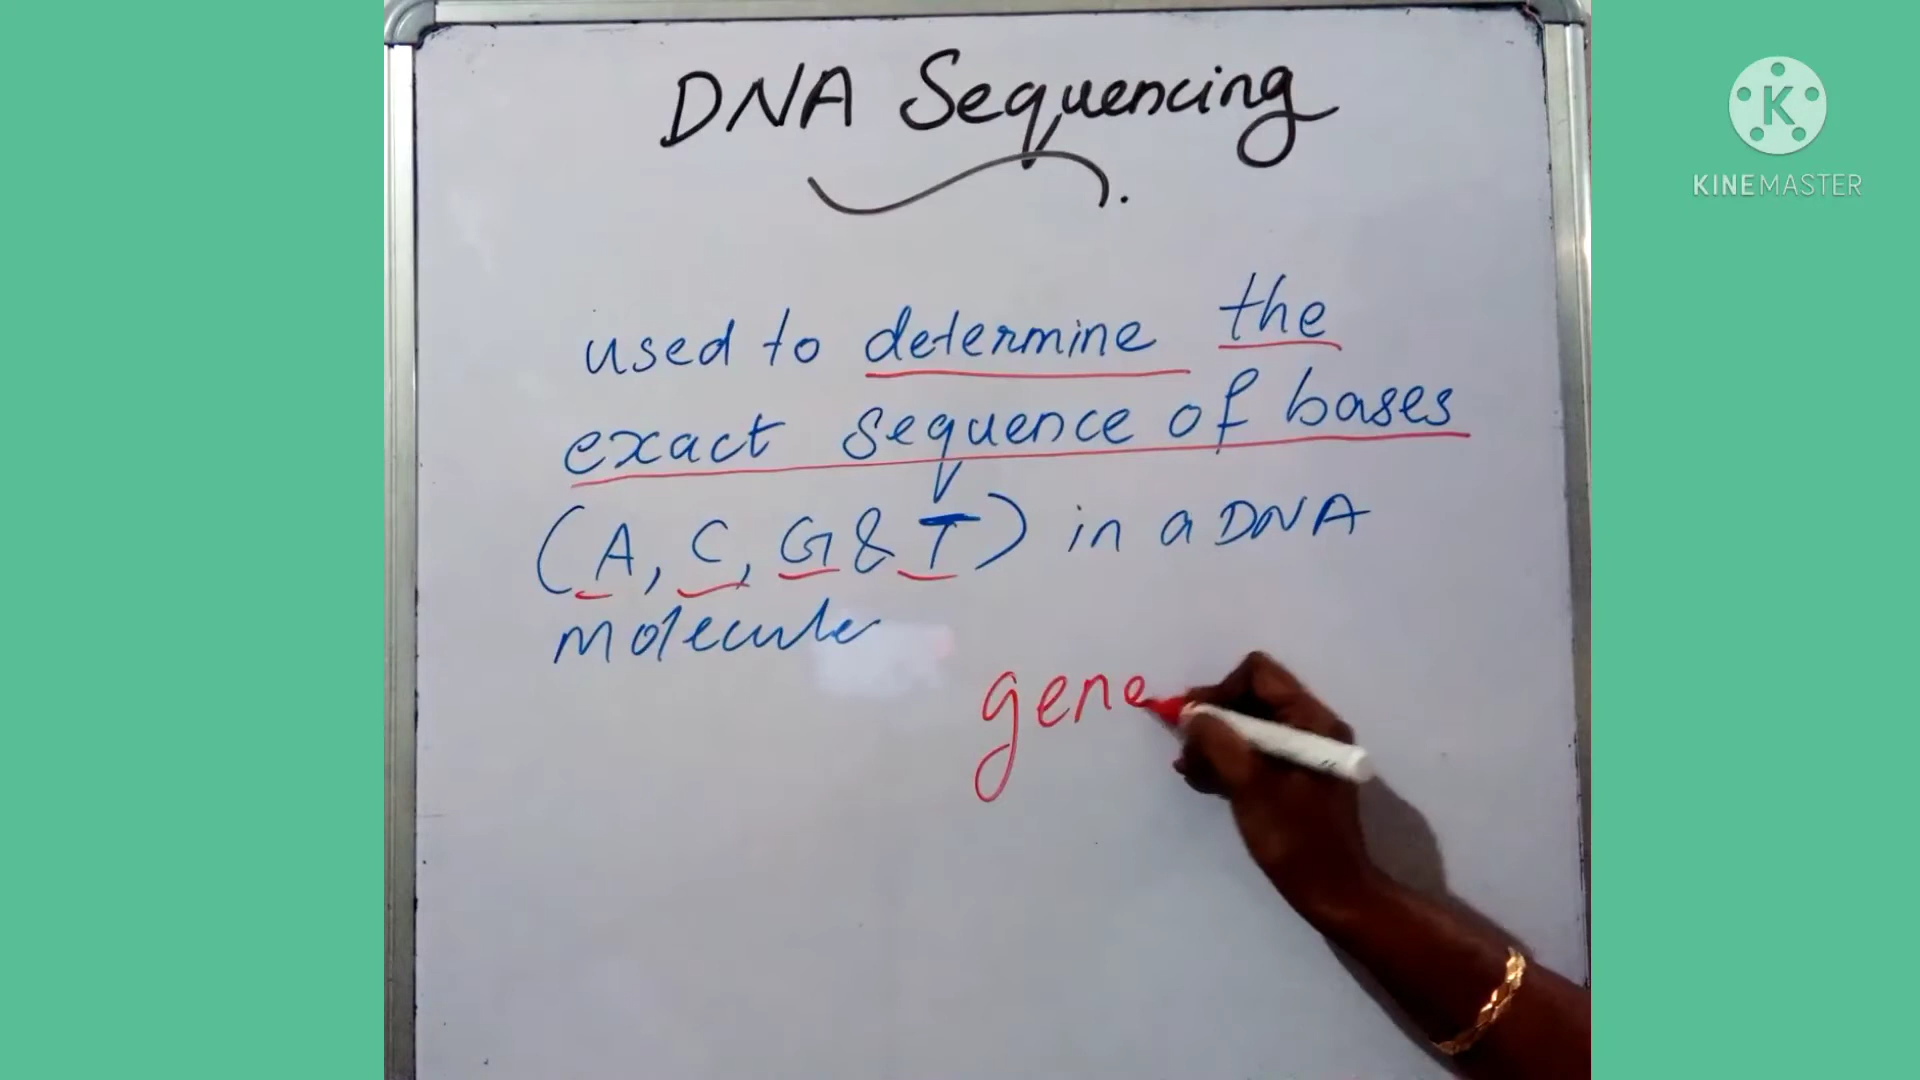 DNA Sequencing
used to determine the
exact sequence of bases
(A, C, G & T) in a DNA
molecule
gene
K
KINEMASTER